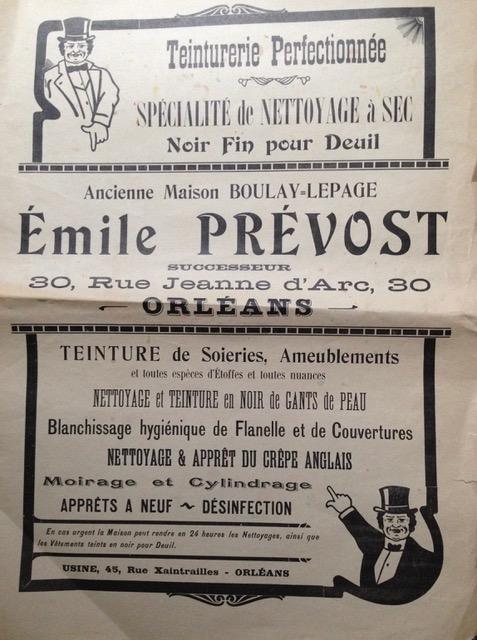 Teinturerie Perfectionnée
SPÉCIALITÉ de NETTOYAGE à SEC
Noir Fin pour Deuil
Ancienne Maison BOULAY=LEPAGE
Émile PRÉVOST
SUCCESSEUR
30, Rue Jeanne d'Arc, 30
ORLÉANS
TEINTURE de Soieries, Ameublements
et toutes espèces d'Étoffes et toutes nuances
NETTOYAGE et TEINTURE en NOIR de GANTS de PEAU
Blanchissage hygiénique de Flanelle et de Couvertures
NETTOYAGE & APPRÊT DU CRÊPE ANGLAIS
Moirage et Cylindrage
APPRÊTS A NEUF ~ DÉSINFECTION
En cas urgent la Maison peut rendre en 24 heures les Nettoyages, ainsi que
les Vêtements teints en noir pour Deuil.
USINE, 45, Rue Xaintrailles - ORLÉANS